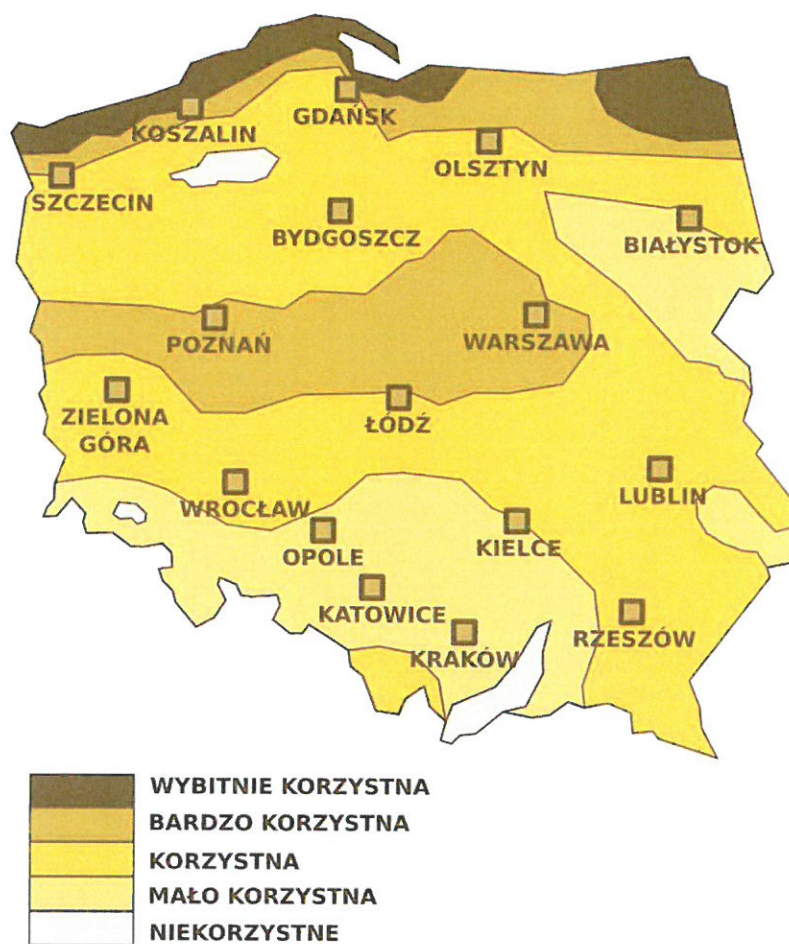 KOSZALIN
GDAŃSK
OLSZTYN
SZCZECIN
BYDGOSZCZ
BIAŁYSTOK
POZNAŃ
WARSZAWA
ZIELONA
GÓRA
ŁÓDŹ
WROCŁAW
LUBLIN
OPOLE
KIELCE
KATOWICE
KRAKÓW
RZESZÓW
WYBITNIE KORZYSTNA
BARDZO KORZYSTNA
KORZYSTNA
MAŁO KORZYSTNA
NIEKORZYSTNE